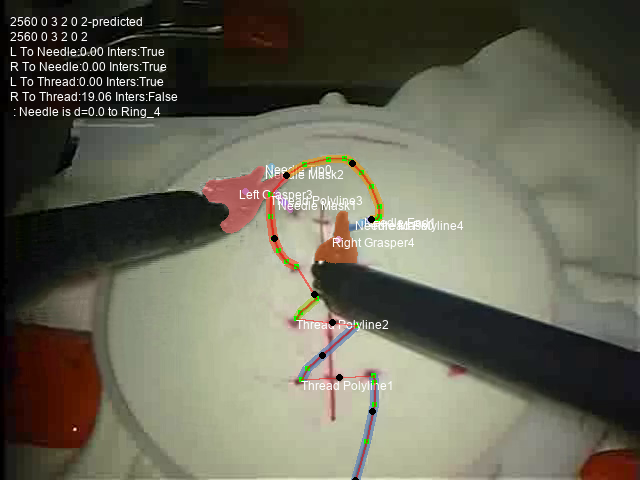 2560 0 3 2 0 2-predicted
2560 0 3 2 0 2
L To Needle:0.00 Inters:True
R To Needle:0.00 Inters:True
L To Thread:0.00 Inters:True
R To Thread:19.06 Inters:False
: Needle is d=0.0 to Ring_4
Needle Mask2
Left Grasper3
Thread Polyline3
Needle Mask1
Right Grasper4
Thread Polyline2
Thread Polyline1